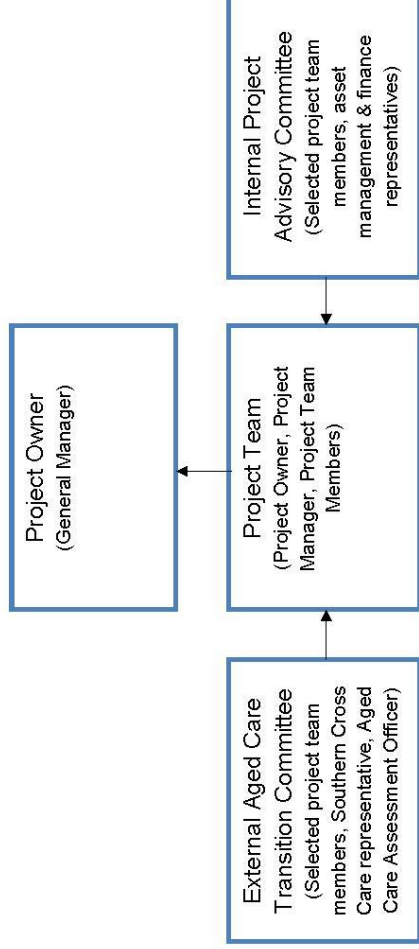 Project Owner
(General Manager)
External Aged Care
Transition Committee
(Selected project team
members, Southern Cross
Care representative, Aged
Care Assessment Officer)
Project Team
(Project Owner, Project
Manager, Project Team
Members)
Internal Project
Advisory Committee
(Selected project team
members, asset
management & finance
representatives)